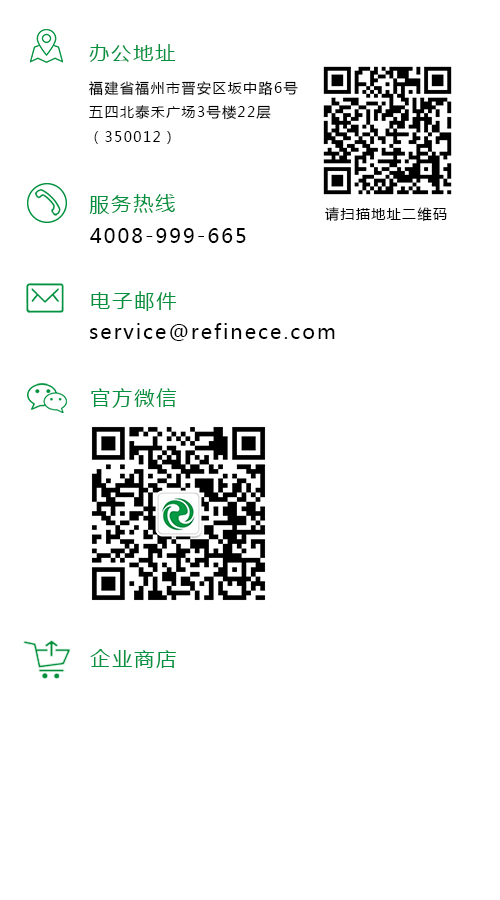 办公地址
福建省福州市晋安区坂中路6号
五四北泰禾广场3号楼22层
（350012）
请扫描地址二维码
服务热线
4008-999-665
电子邮件
service@refinece.com
官方微信
企业商店